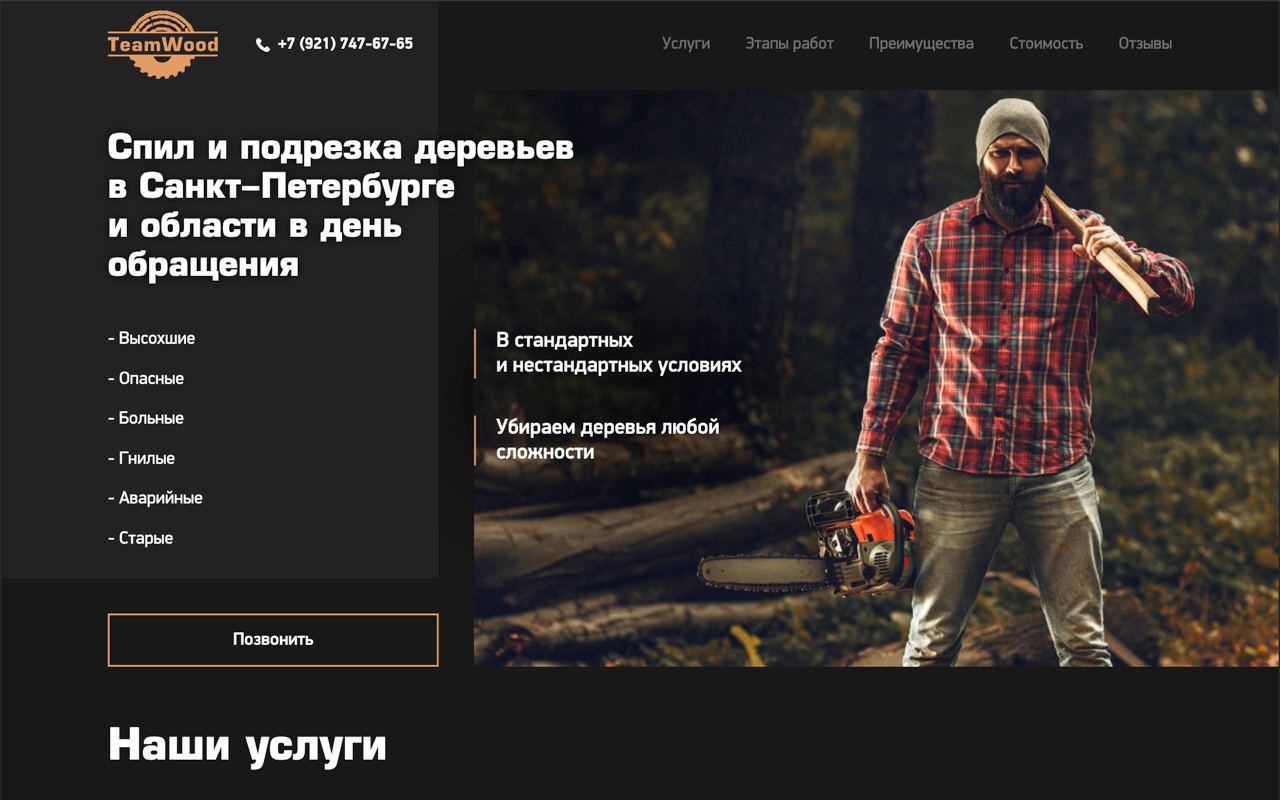 TeamWood
+7 (921) 747-67-65
Услуги
Этапы работ
Преимущества
Стоимость
Отзывы
Спил и подрезка деревьев
в Санкт–Петербурге
и области в день
обращения
- Высохшие
- Опасные
- Больные
- Гнилые
- Аварийные
- Старые
В стандартных
и нестандартных условиях
Убираем деревья любой
сложности
Позвонить
Наши услуги